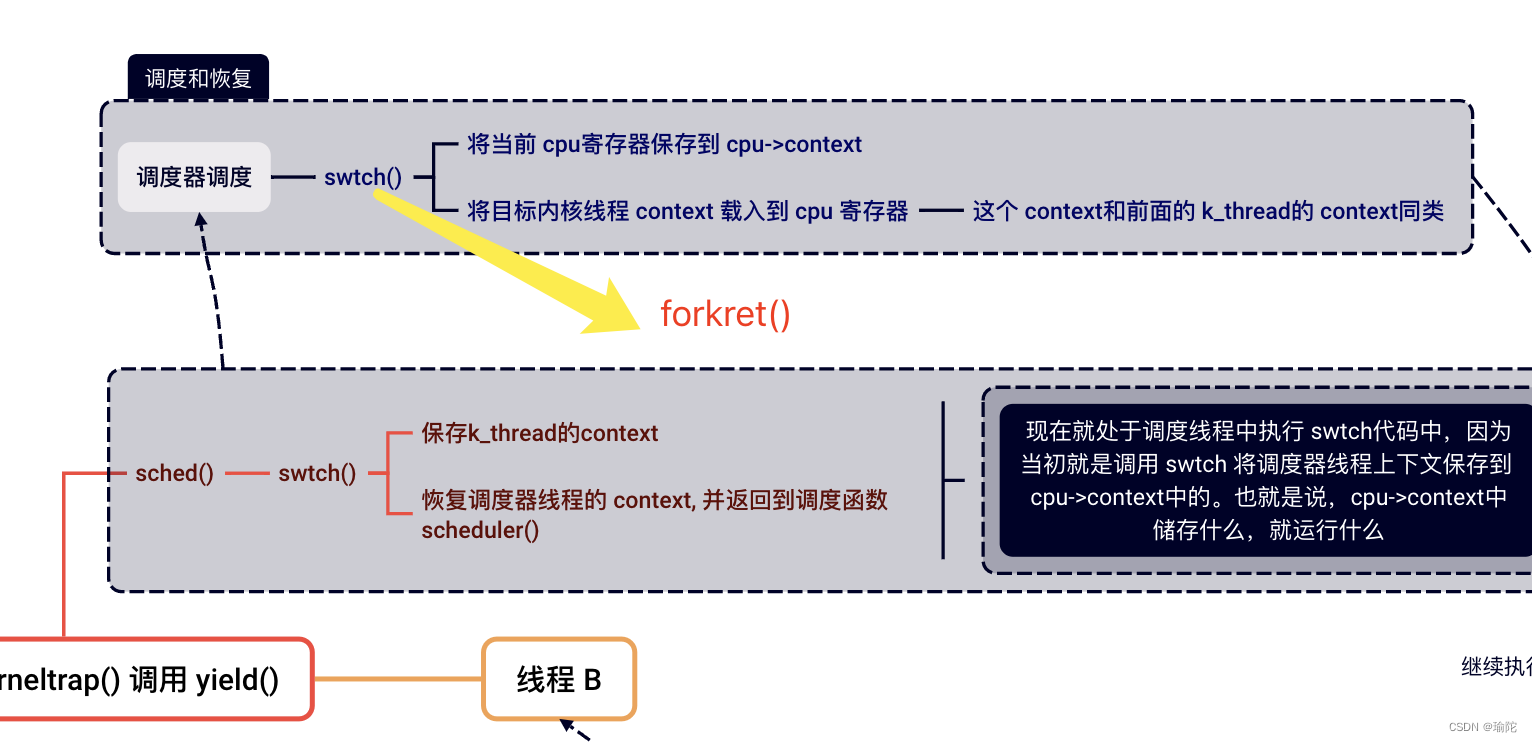 调度和恢复
将当前 cpu寄存器保存到 cpu->context
调度器调度
swtch()
将目标内核线程 context 载入到 cpu 寄存器
这个 context和前面的 k_thread的 context同类
forkret()
保存k_thread的context
sched()
swtch()
恢复调度器线程的 context, 并返回到调度函数
scheduler()
现在就处于调度线程中执行 swtch代码中，因为
当初就是调用 swtch 将调度器线程上下文保存到
cpu->context中的。也就是说，cpu->context中
储存什么，就运行什么
rneltrap() 调用 yield()
线程 B
继续执行
CSDN @瑜陀